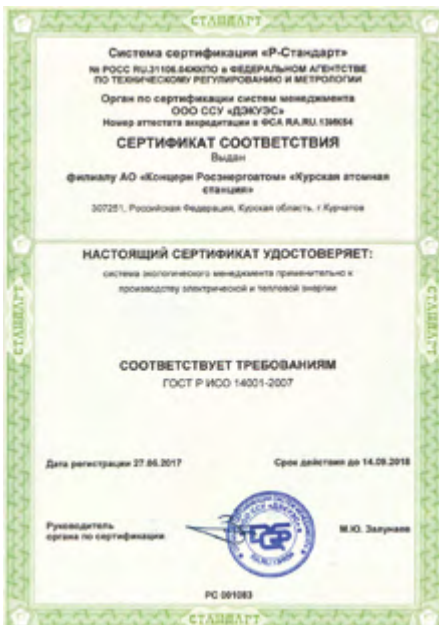 СТАНДАРТ
Система сертификации «Р-Стандарт»
№ РОСС RU.31106.04ЖКП0 в ФЕДЕРАЛЬНОМ АГЕНТСТВЕ
ПО ТЕХНИЧЕСКОМУ РЕГУЛИРОВАНИЮ И МЕТРОЛОГИИ
Орган по сертификации систем менеджмента
ООО ССУ «ДЭКУЭС»
Номер аттестата аккредитации в ФСА
СЕРТИФИКАТ СООТВЕТСТВИЯ
Выдан
филиалу АО «Концерн Росэнергоатом» «Курская атомная
станция»
307251, Российская Федерация, Курская область, г.Курчатов
НАСТОЯЩИЙ СЕРТИФИКАТ УДОСТОВЕРЯЕТ:
система экологического менеджмента применительно к
производству электрической и тепловой энергии
СООТВЕТСТВУЕТ ТРЕБОВАНИЯМ
ГОСТ Р ИСО 14001-2007
Дата регистрации 27.06.2017
Срок действия до 14.09.2018
Руководитель
органа по сертификации
М.Ю. Залунаев
РС 001083
СТАНДАРТ